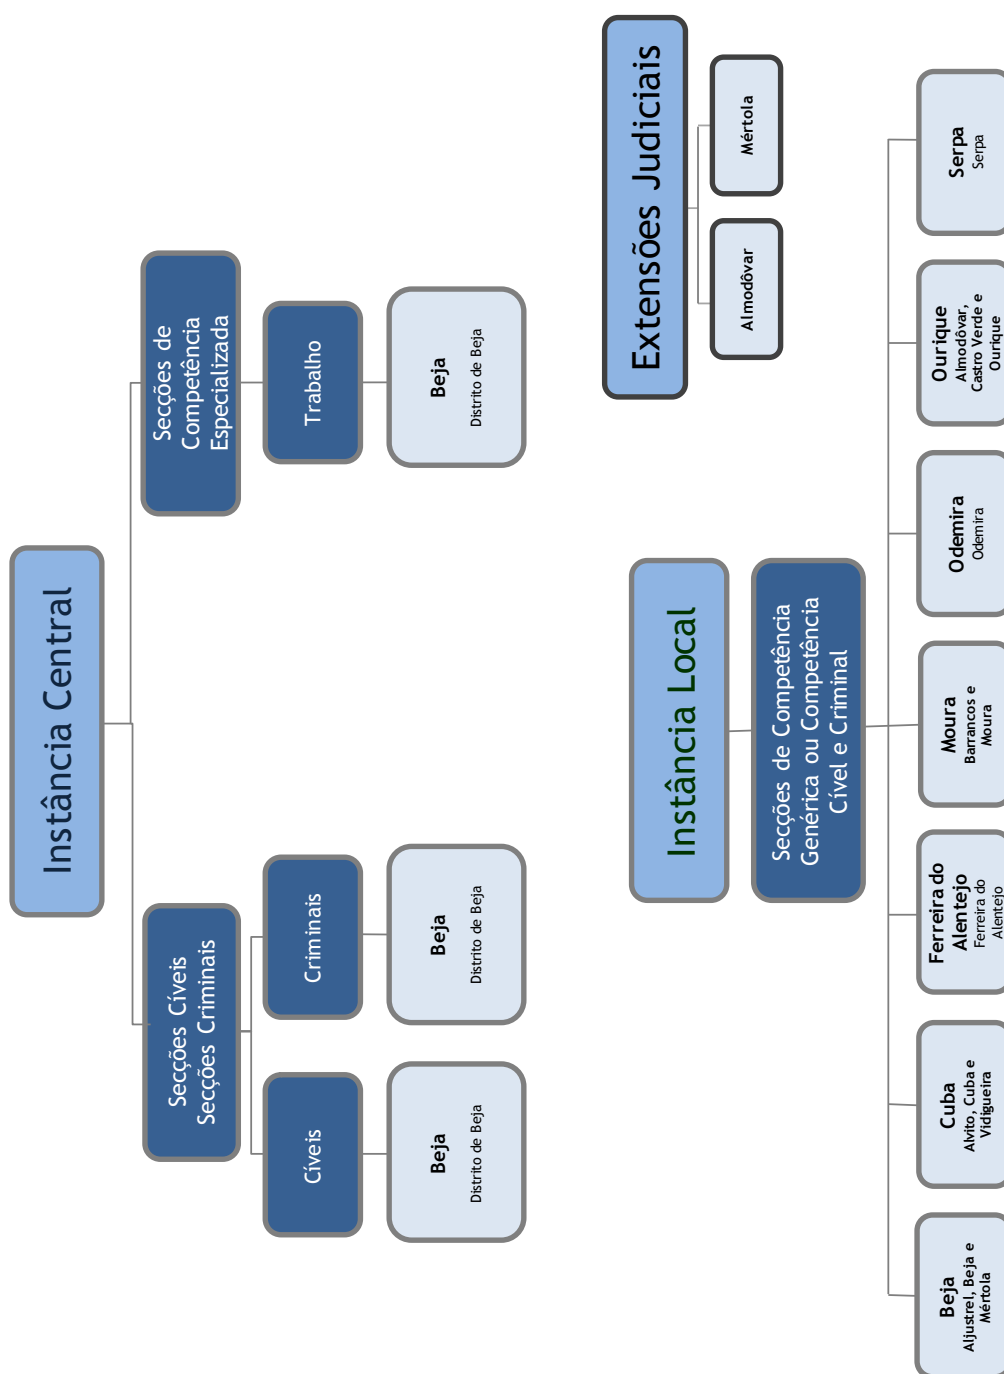 Instância Central
Secções Cíveis
Secções Criminais
Secções de
Competência
Especializada
Cíveis
Criminais
Trabalho
Beja
Distrito de Beja
Beja
Distrito de Beja
Beja
Distrito de Beja
Instância Local
Secções de Competência
Genérica ou Competência
Cível e Criminal
Extensões Judiciais
Almodôvar
Mértola
Beja
Aljustrel, Beja e
Mértola
Cuba
Alvito, Cuba e
Vidigueira
Ferreira do
Alentejo
Ferreira do
Alentejo
Moura
Barrancos e
Moura
Odemira
Odemira
Ourique
Almodôvar,
Castro Verde e
Ourique
Serpa
Serpa